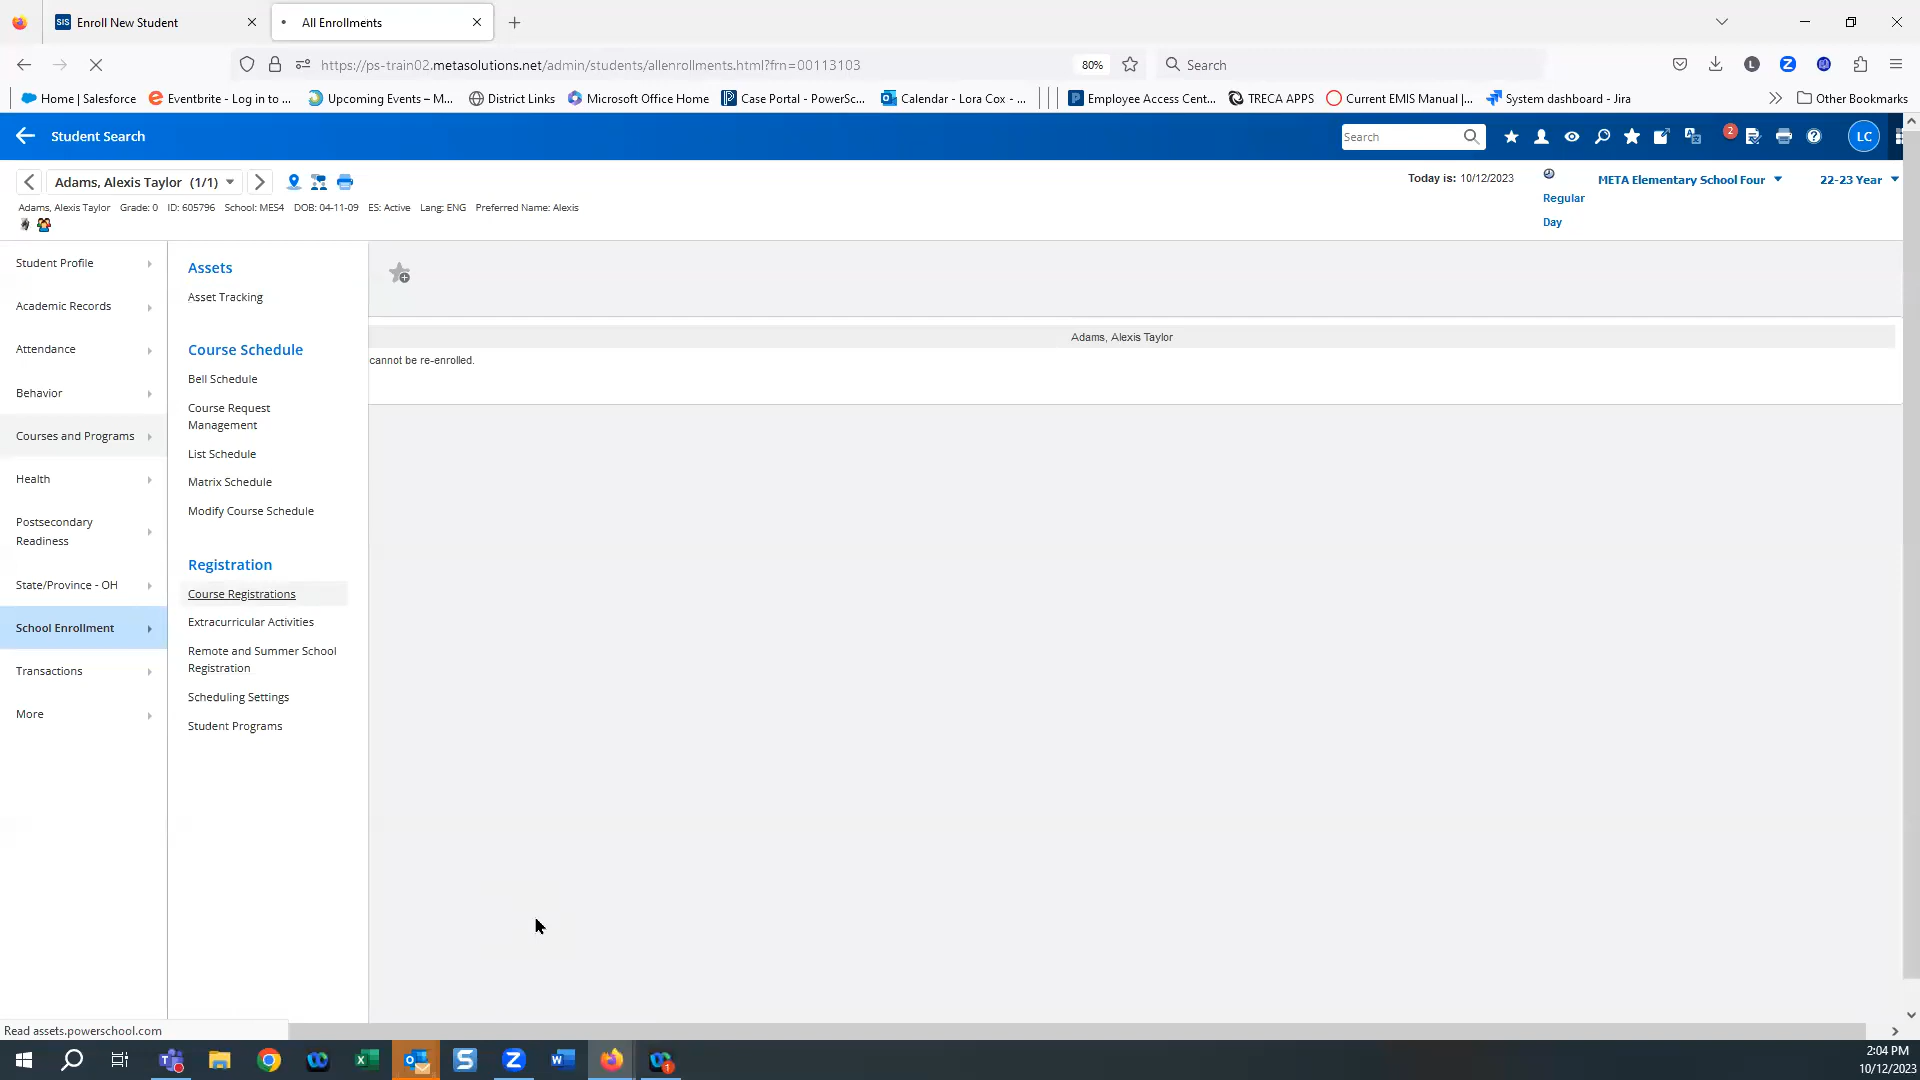 SIS Enroll New Student
All Enrollments
https://ps-train02.metasolutions.net/admin/students/allenrollments.html?frn=00113103
80%
Search
Home | Salesforce
Eventbrite - Log in to ...
Upcoming Events – M...
District Links
Microsoft Office Home
Case Portal - PowerSc...
Calendar - Lora Cox - ...
Employee Access Cent...
TRECA APPS
Current EMIS Manual |...
System dashboard - Jira
Other Bookmarks
Student Search
Search
2
LC
Adams, Alexis Taylor (1/1)
Today is: 10/12/2023
Regular
Day
META Elementary School Four
22-23 Year
Adams, Alexis Taylor Grade: 0 ID: 605796 School: MES4 DOB: 04-11-09 ES: Active Lang: ENG Preferred Name: Alexis
Student Profile
Academic Records
Attendance
Behavior
Courses and Programs
Health
Postsecondary
Readiness
State/Province - OH
School Enrollment
Transactions
More
Assets
Asset Tracking
Course Schedule
Bell Schedule
Course Request
Management
List Schedule
Matrix Schedule
Modify Course Schedule
Registration
Course Registrations
Extracurricular Activities
Remote and Summer School
Registration
Scheduling Settings
Student Programs
Adams, Alexis Taylor
cannot be re-enrolled.
Read assets.powerschool.com
2:04 PM
10/12/2023